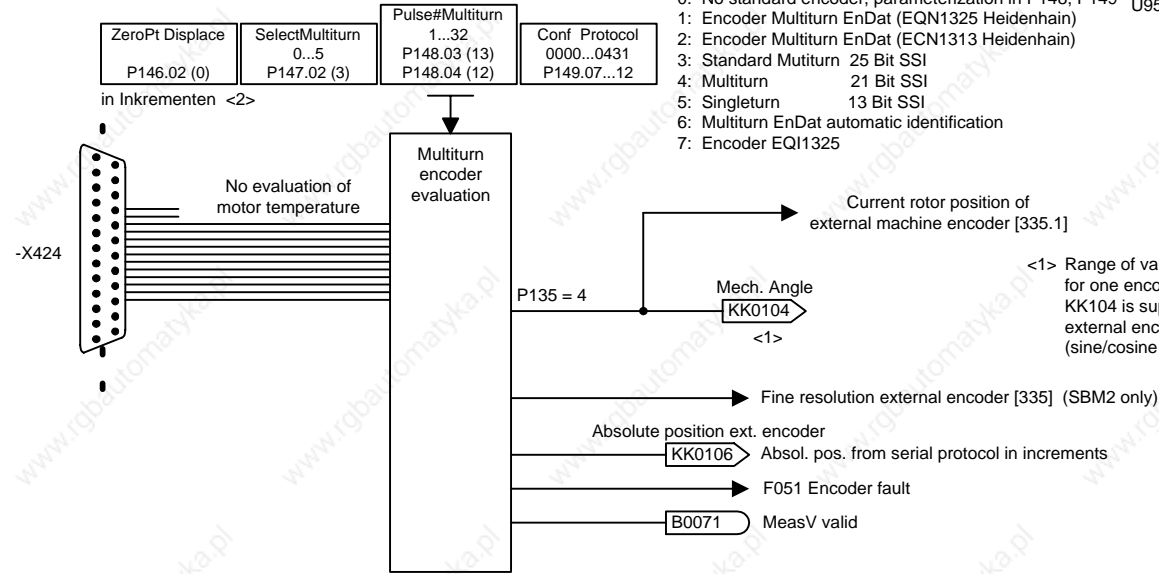 ZeroPt Displace
P146.02 (0)
SelectMultiturn
0...5
P147.02 (3)
Pulse#Multiturn
1...32
P148.03 (13)
P148.04 (12)
Conf Protocol
0000...0431
P149.07...12
in Inkrementen <2>
U95
1: Encoder Multiturn EnDat (EQN1325 Heidenhain)
2: Encoder Multiturn EnDat (ECN1313 Heidenhain)
3: Standard Mutiturn 25 Bit SSI
4: Multiturn 21 Bit SSI
5: Singleturn 13 Bit SSI
6: Multiturn EnDat automatic identification
7: Encoder EQI1325
Multiturn
encoder
evaluation
No evaluation of
motor temperature
-X424
Current rotor position of
external machine encoder [335.1]
P135 = 4
Mech. Angle
KK0104
<1>
<1> Range of va
for one enco
KK104 is sup
external enc
(sine/cosine
Fine resolution external encoder [335] (SBM2 only)
Absolute position ext. encoder
KK0106
Absol. pos. from serial protocol in increments
F051 Encoder fault
B0071
MeasV valid
www.rgbautomatyka.pl